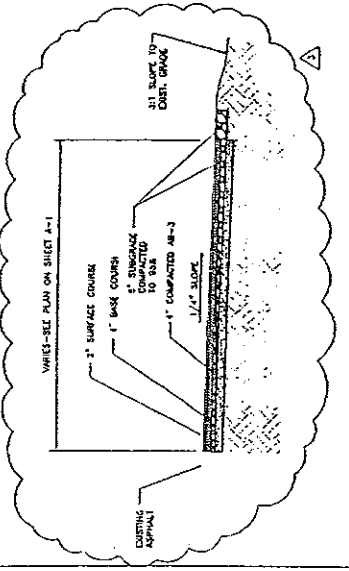 VARIES-SEE PLAN ON SHEET A-1
2" SURFACE COURSE
4" BASE COURSE
6" SUBGRADE
COMPACTED
TO 95%
4" COMPACTED AB-3
1/4" SLOPE
EXISTING
ASPHALT
3:1 SLOPE TO
EXIST. GRADE